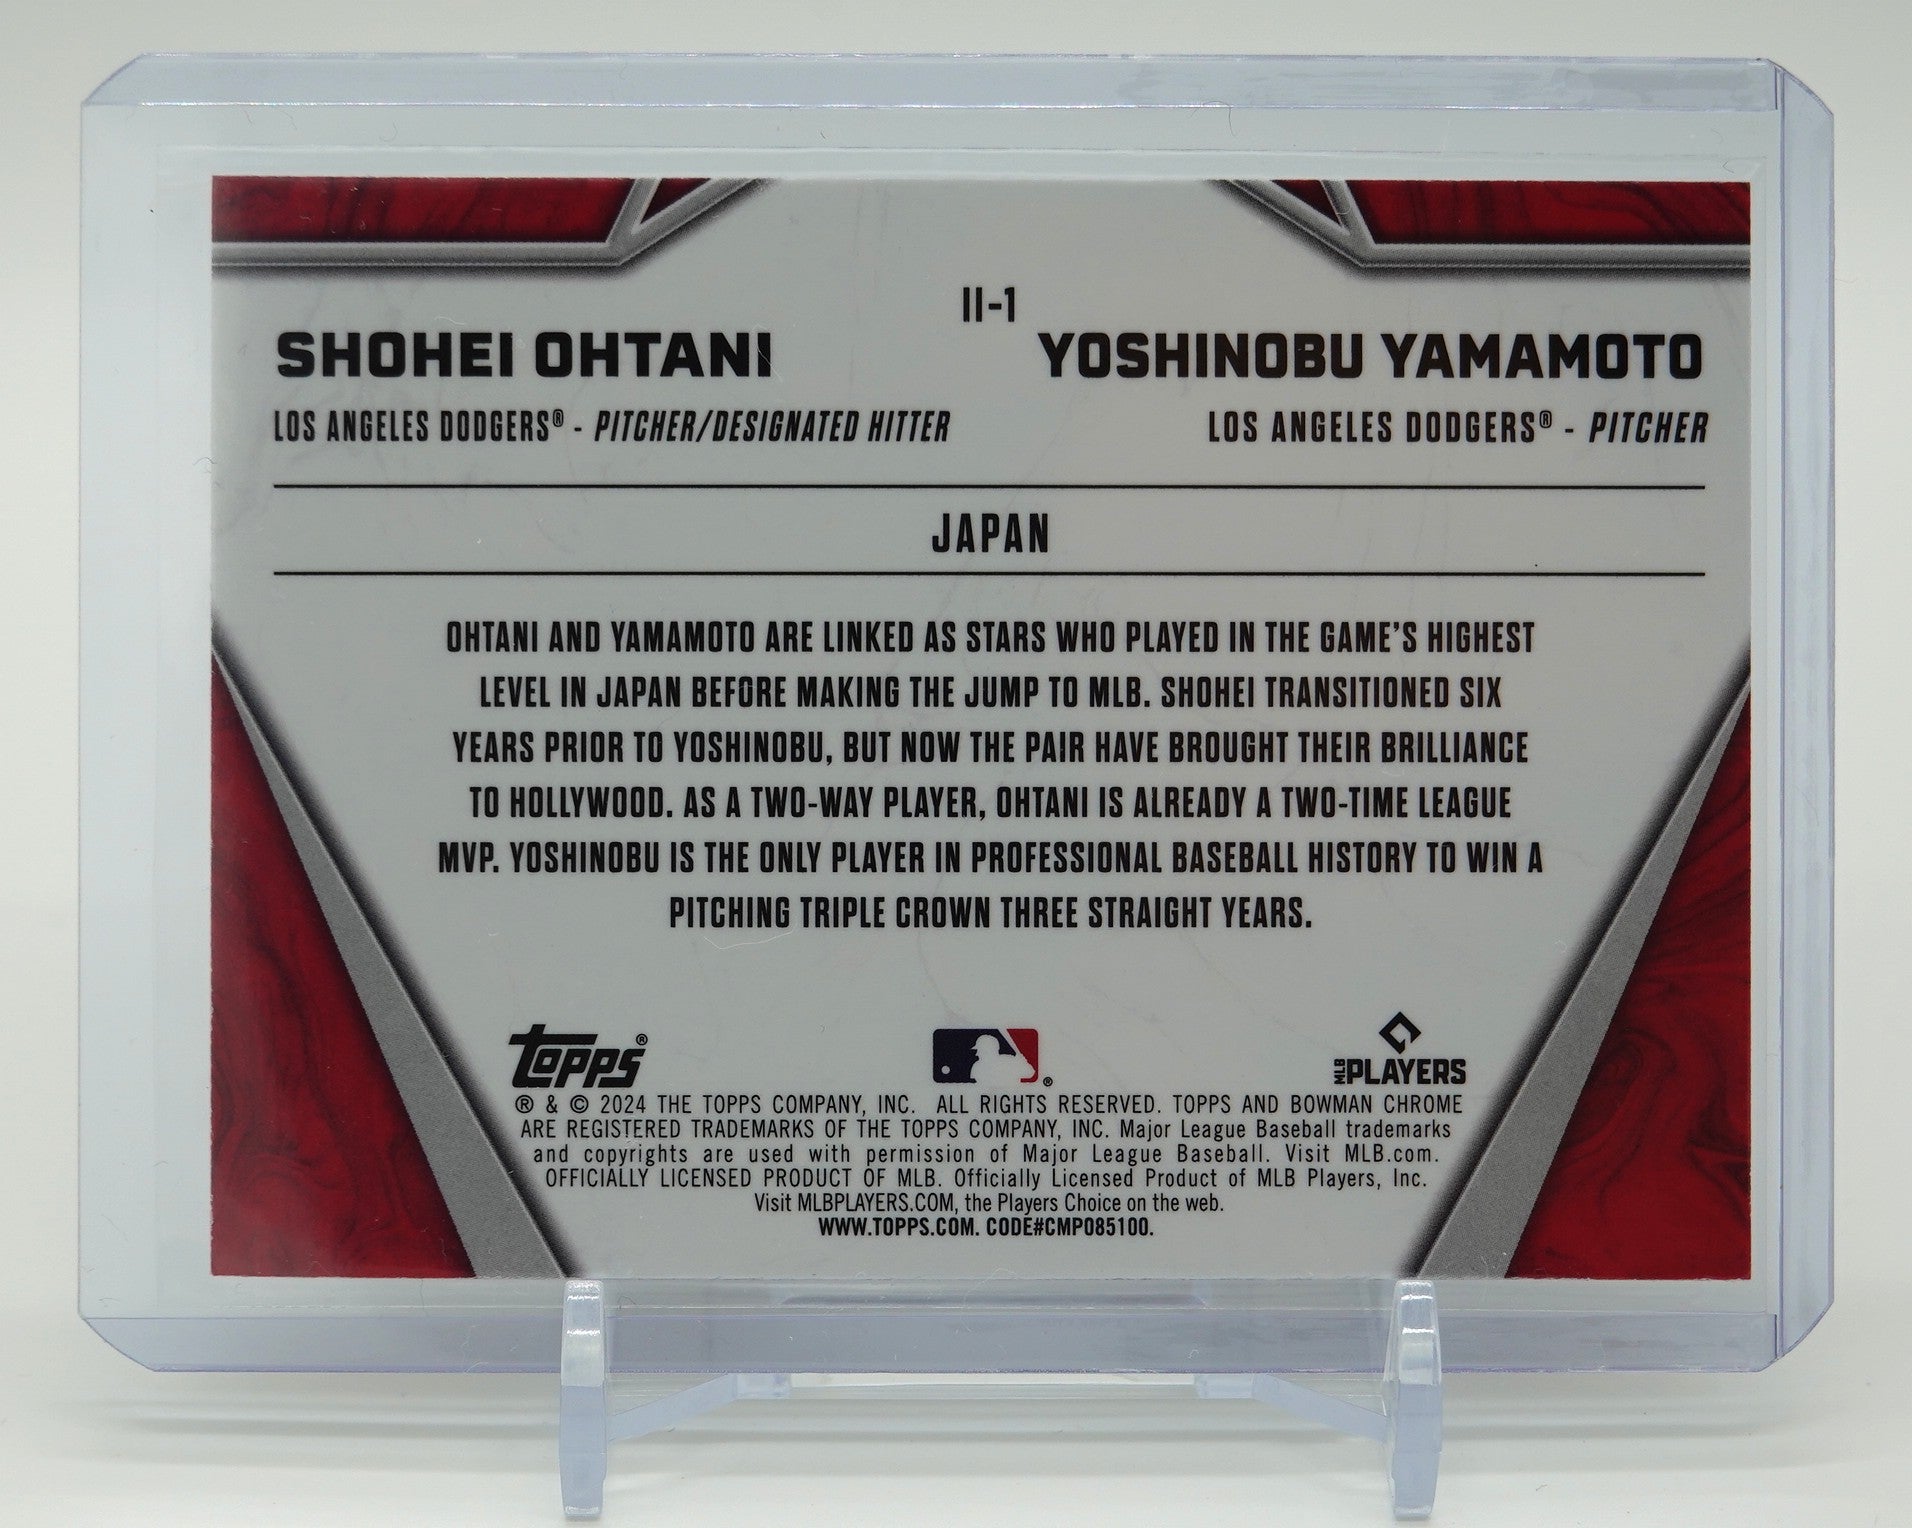 II-1
SHOHEI OHTANI YOSHINOBU YAMAMOTO
LOS ANGELES DODGERS® - PITCHER/DESIGNATED HITTER LOS ANGELES DODGERS® - PITCHER
JAPAN
OHTANI AND YAMAMOTO ARE LINKED AS STARS WHO PLAYED IN THE GAME'S HIGHEST
LEVEL IN JAPAN BEFORE MAKING THE JUMP TO MLB. SHOHEI TRANSITIONED SIX
YEARS PRIOR TO YOSHINOBU, BUT NOW THE PAIR HAVE BROUGHT THEIR BRILLIANCE
TO HOLLYWOOD. AS A TWO-WAY PLAYER, OHTANI IS ALREADY A TWO-TIME LEAGUE
MVP. YOSHINOBU IS THE ONLY PLAYER IN PROFESSIONAL BASEBALL HISTORY TO WIN A
PITCHING TRIPLE CROWN THREE STRAIGHT YEARS.
Topps® ® MLB PLAYERS
® & © 2024 THE TOPPS COMPANY, INC. ALL RIGHTS RESERVED. TOPPS AND BOWMAN CHROME
ARE REGISTERED TRADEMARKS OF THE TOPPS COMPANY, INC. Major League Baseball trademarks
and copyrights are used with permission of Major League Baseball. Visit MLB.com.
OFFICIALLY LICENSED PRODUCT OF MLB. Officially Licensed Product of MLB Players, Inc.
Visit MLBPLAYERS.COM, the Players Choice on the web.
WWW.TOPPS.COM. CODE#CMP085100.